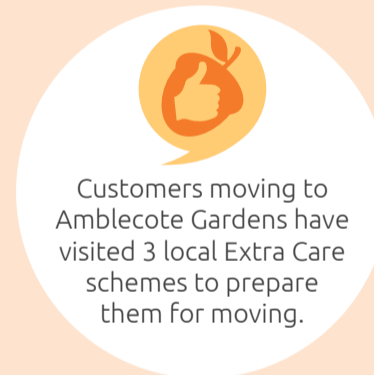 Customers moving to
Amblecote Gardens have
visited 3 local Extra Care
schemes to prepare
them for moving.